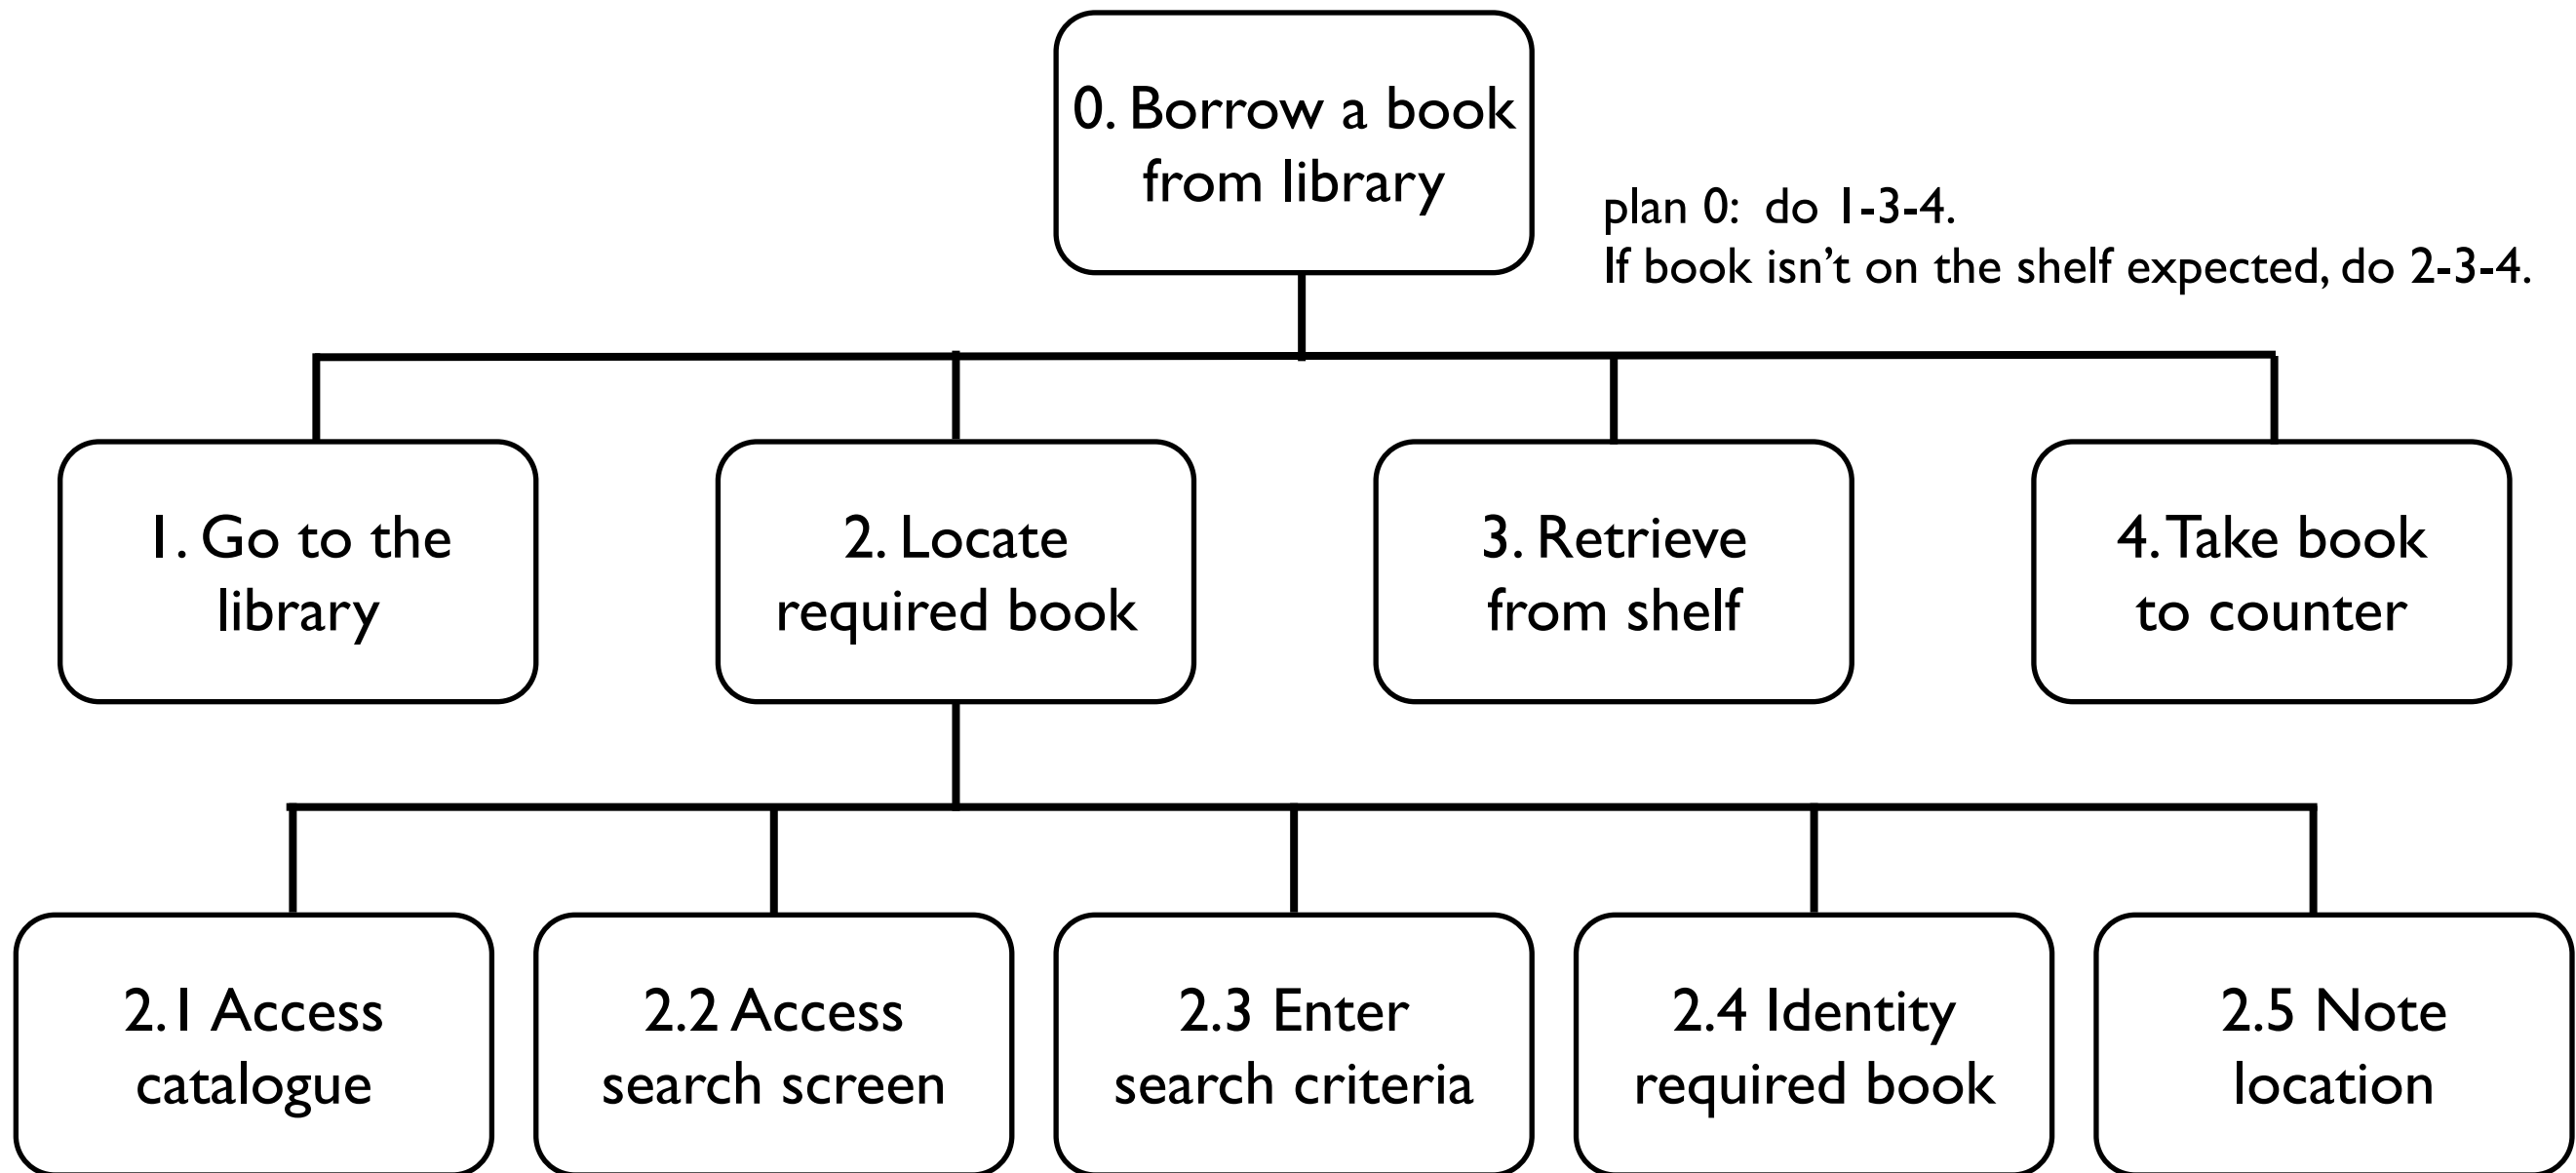 0. Borrow a book
from library
plan 0: do 1-3-4.
If book isn’t on the shelf expected, do 2-3-4.
1. Go to the
library
2. Locate
required book
3. Retrieve
from shelf
4. Take book
to counter
2.1 Access
catalogue
2.2 Access
search screen
2.3 Enter
search criteria
2.4 Identity
required book
2.5 Note
location